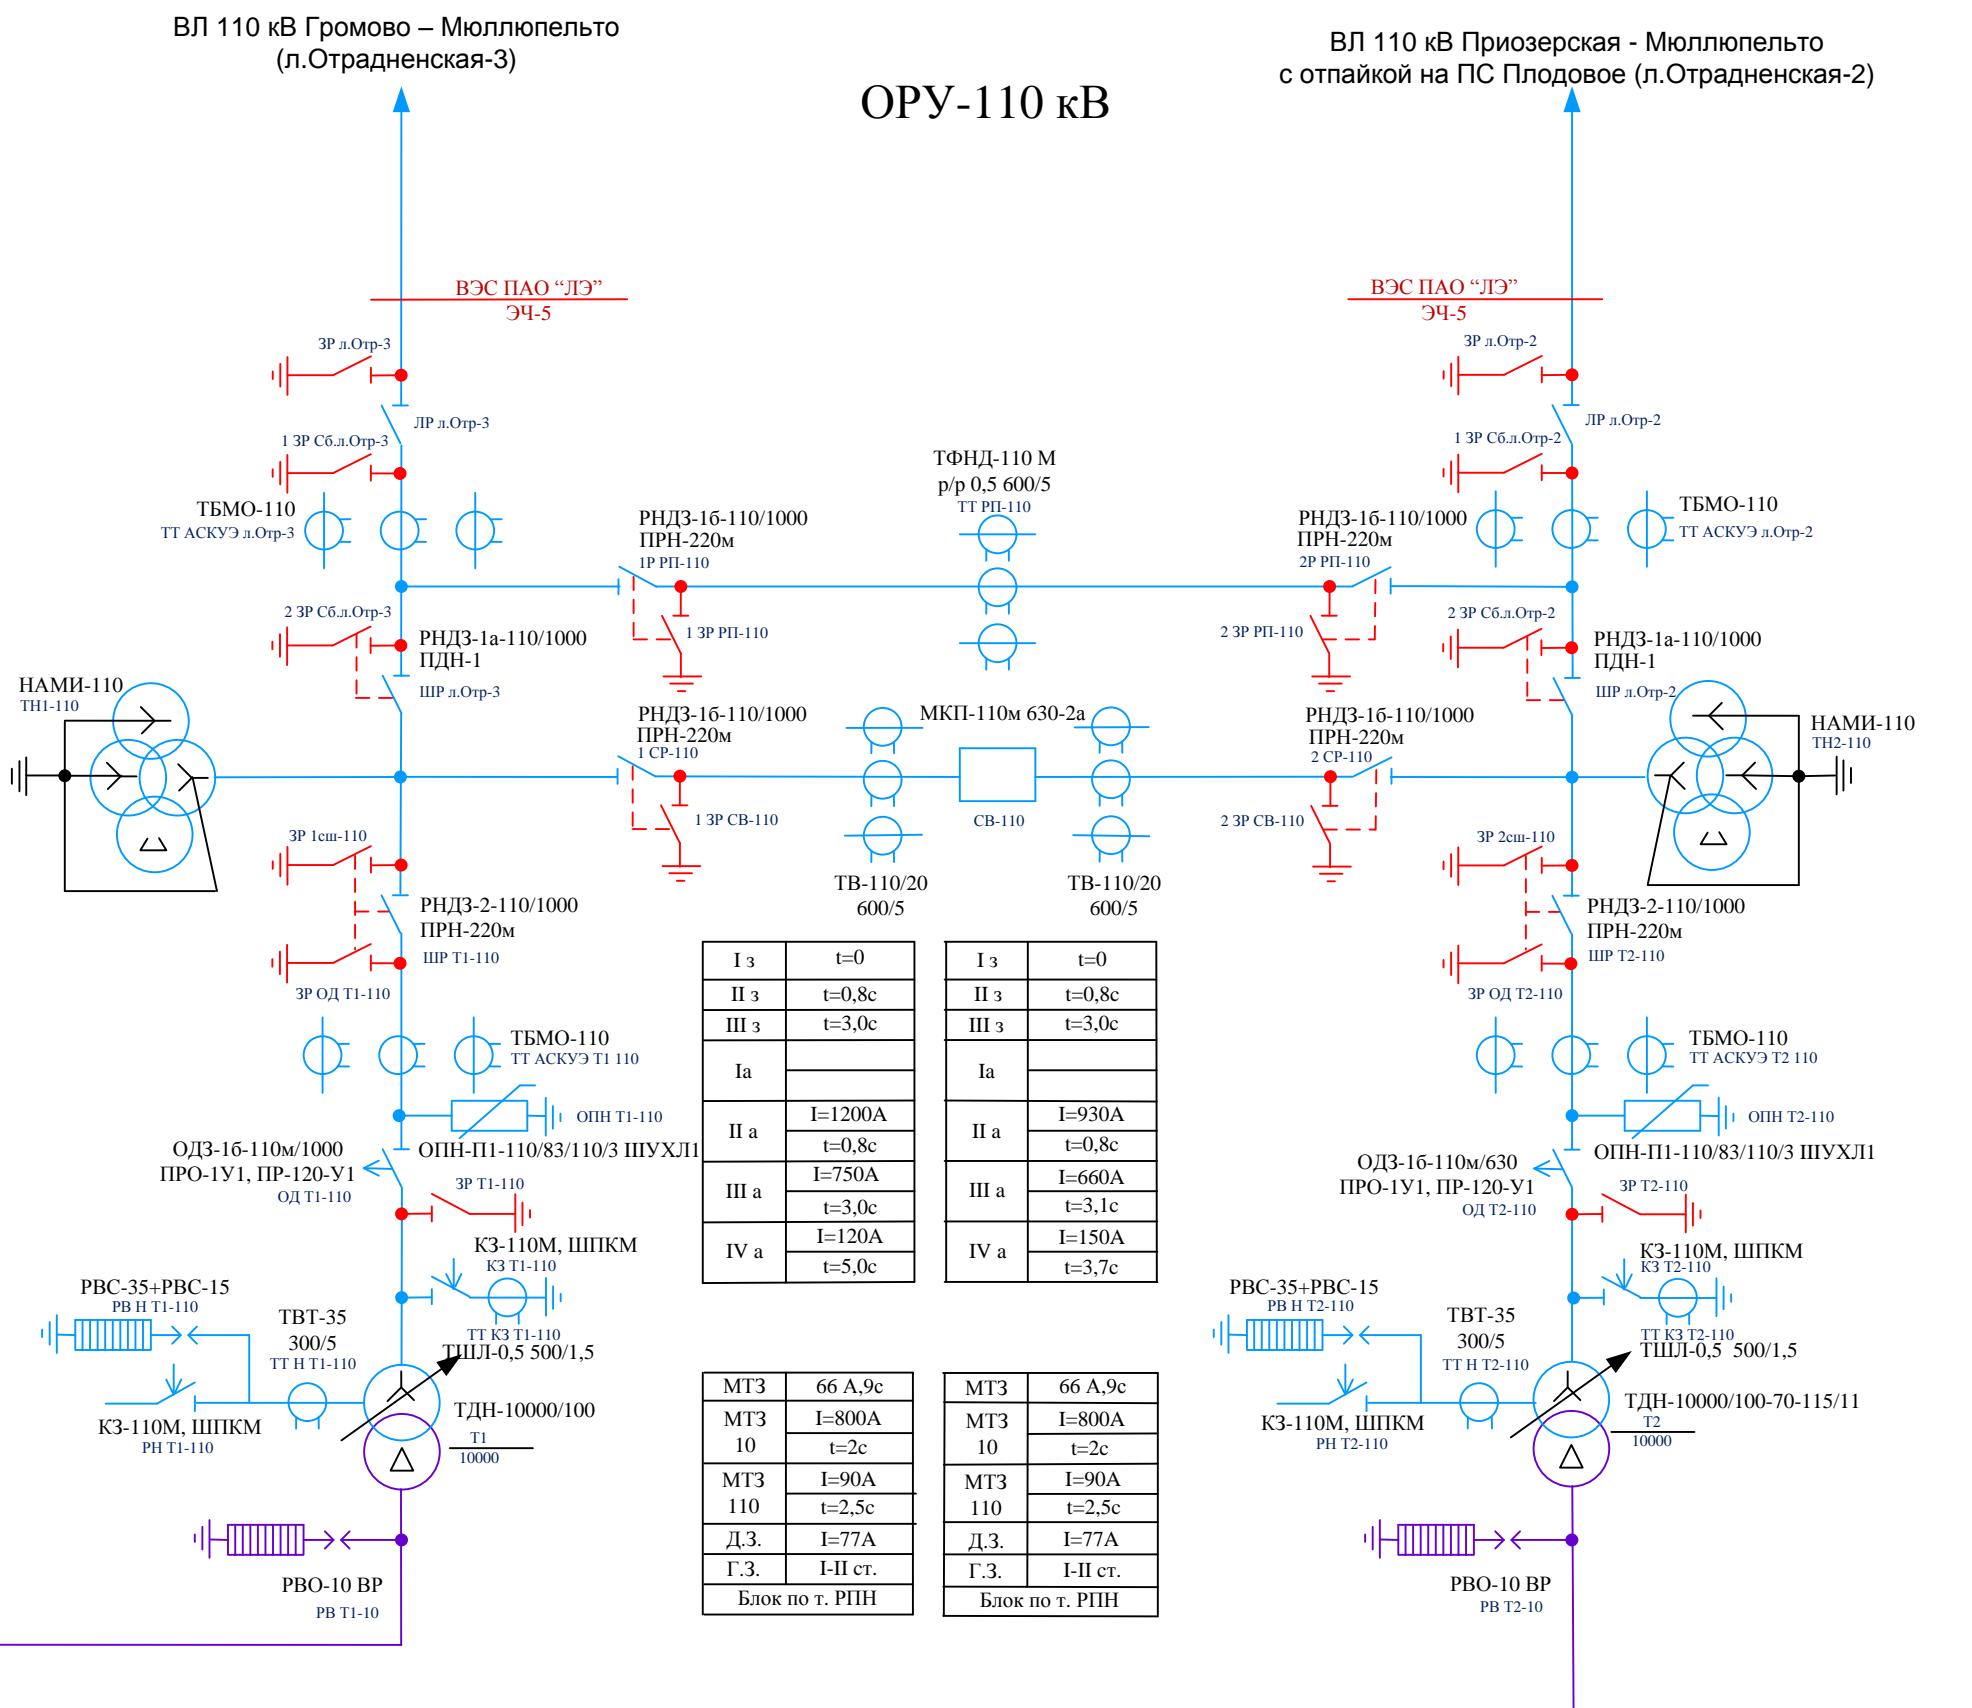 ВЛ 110 кВ Громово – Мюллюпельто
(л.Отрадненская-3)
ВЛ 110 кВ Приозерская - Мюллюпельто
с отпайкой на ПС Плодовое (л.Отрадненская-2)
ОРУ-110 кВ
ВЭС ПАО “ЛЭ”
ЭЧ-5
ВЭС ПАО “ЛЭ”
ЭЧ-5
ЗР л.Отр-3
ЛР л.Отр-3
1 ЗР Сб.л.Отр-3
ТБМО-110
ТТ АСКУЭ л.Отр-3
ЗР л.Отр-2
ЛР л.Отр-2
1 ЗР Сб.л.Отр-2
ТБМО-110
ТТ АСКУЭ л.Отр-2
ТФНД-110 М
р/р 0,5 600/5
ТТ РП-110
РНДЗ-1б-110/1000
ПРН-220м
1Р РП-110
РНДЗ-1б-110/1000
ПРН-220м
2Р РП-110
2 ЗР Сб.л.Отр-3
РНДЗ-1а-110/1000
ПДН-1
ШР л.Отр-3
1 ЗР РП-110
2 ЗР РП-110
2 ЗР Сб.л.Отр-2
РНДЗ-1а-110/1000
ПДН-1
ШР л.Отр-2
НАМИ-110
ТН1-110
РНДЗ-1б-110/1000
ПРН-220м
1 СР-110
МКП-110м 630-2а
РНДЗ-1б-110/1000
ПРН-220м
2 СР-110
НАМИ-110
ТН2-110
1 ЗР СВ-110
СВ-110
2 ЗР СВ-110
ТВ-110/20
600/5
ТВ-110/20
600/5
ЗР 1сш-110
РНДЗ-2-110/1000
ПРН-220м
ШР Т1-110
ЗР ОД Т1-110
ЗР 2сш-110
РНДЗ-2-110/1000
ПРН-220м
ШР Т2-110
ЗР ОД Т2-110
I з t=0
II з t=0,8с
III з t=3,0с
Iа
II а I=1200А
t=0,8с
III а I=750А
t=3,0с
IV а I=120А
t=5,0с
I з t=0
II з t=0,8с
III з t=3,0с
Iа
II а I=930А
t=0,8с
III а I=660А
t=3,1с
IV а I=150А
t=3,7с
ТБМО-110
ТТ АСКУЭ Т1 110
ОПН Т1-110
ОПН-П1-110/83/110/3 IIIУХЛ1
ОДЗ-1б-110м/1000
ПРО-1У1, ПР-120-У1
ОД Т1-110
ЗР Т1-110
КЗ-110М, ШПКМ
КЗ Т1-110
ТТ КЗ Т1-110
ТШЛ-0,5 500/1,5
РВС-35+РВС-15
РВ Н Т1-110
ТВТ-35
300/5
ТТ Н Т1-110
КЗ-110М, ШПКМ
РН Т1-110
ТДН-10000/100
Т1
10000
РВО-10 ВР
РВ Т1-10
ТБМО-110
ТТ АСКУЭ Т2 110
ОПН Т2-110
ОПН-П1-110/83/110/3 IIIУХЛ1
ОДЗ-1б-110м/630
ПРО-1У1, ПР-120-У1
ОД Т2-110
ЗР Т2-110
КЗ-110М, ШПКМ
КЗ Т2-110
ТТ КЗ Т2-110
ТШЛ-0,5 500/1,5
РВС-35+РВС-15
РВ Н Т2-110
ТВТ-35
300/5
ТТ Н Т2-110
КЗ-110М, ШПКМ
РН Т2-110
ТДН-10000/100-70-115/11
Т2
10000
РВО-10 ВР
РВ Т2-10
МТЗ 66 А,9с
МТЗ 10 I=800А
t=2с
МТЗ 110 I=90А
t=2,5с
Д.З. I=77А
Г.З. I-II ст.
Блок по т. РПН
МТЗ 66 А,9с
МТЗ 10 I=800А
t=2с
МТЗ 110 I=90А
t=2,5с
Д.З. I=77А
Г.З. I-II ст.
Блок по т. РПН